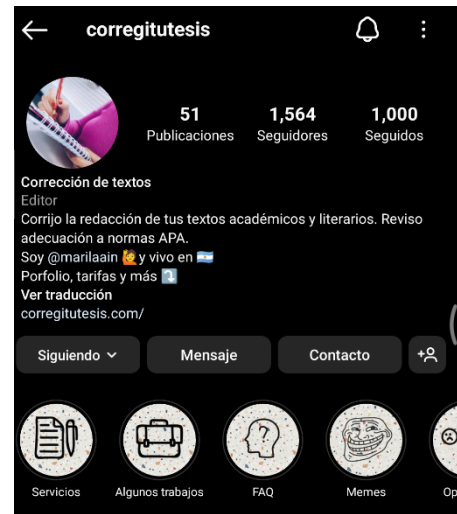 corregitutesis
51 1,564 1,000
Publicaciones Seguidores Seguidos
Corrección de textos
Editor
Corrijo la redacción de tus textos académicos y literarios. Reviso
adecuación a normas APA.
Soy @marilaain 🙋 y vivo en 🇦🇷
Porfolio, tarifas y más ⤵️
Ver traducción
corregitutesis.com/
Siguiendo Mensaje Contacto
Servicios Algunos trabajos FAQ Memes Op